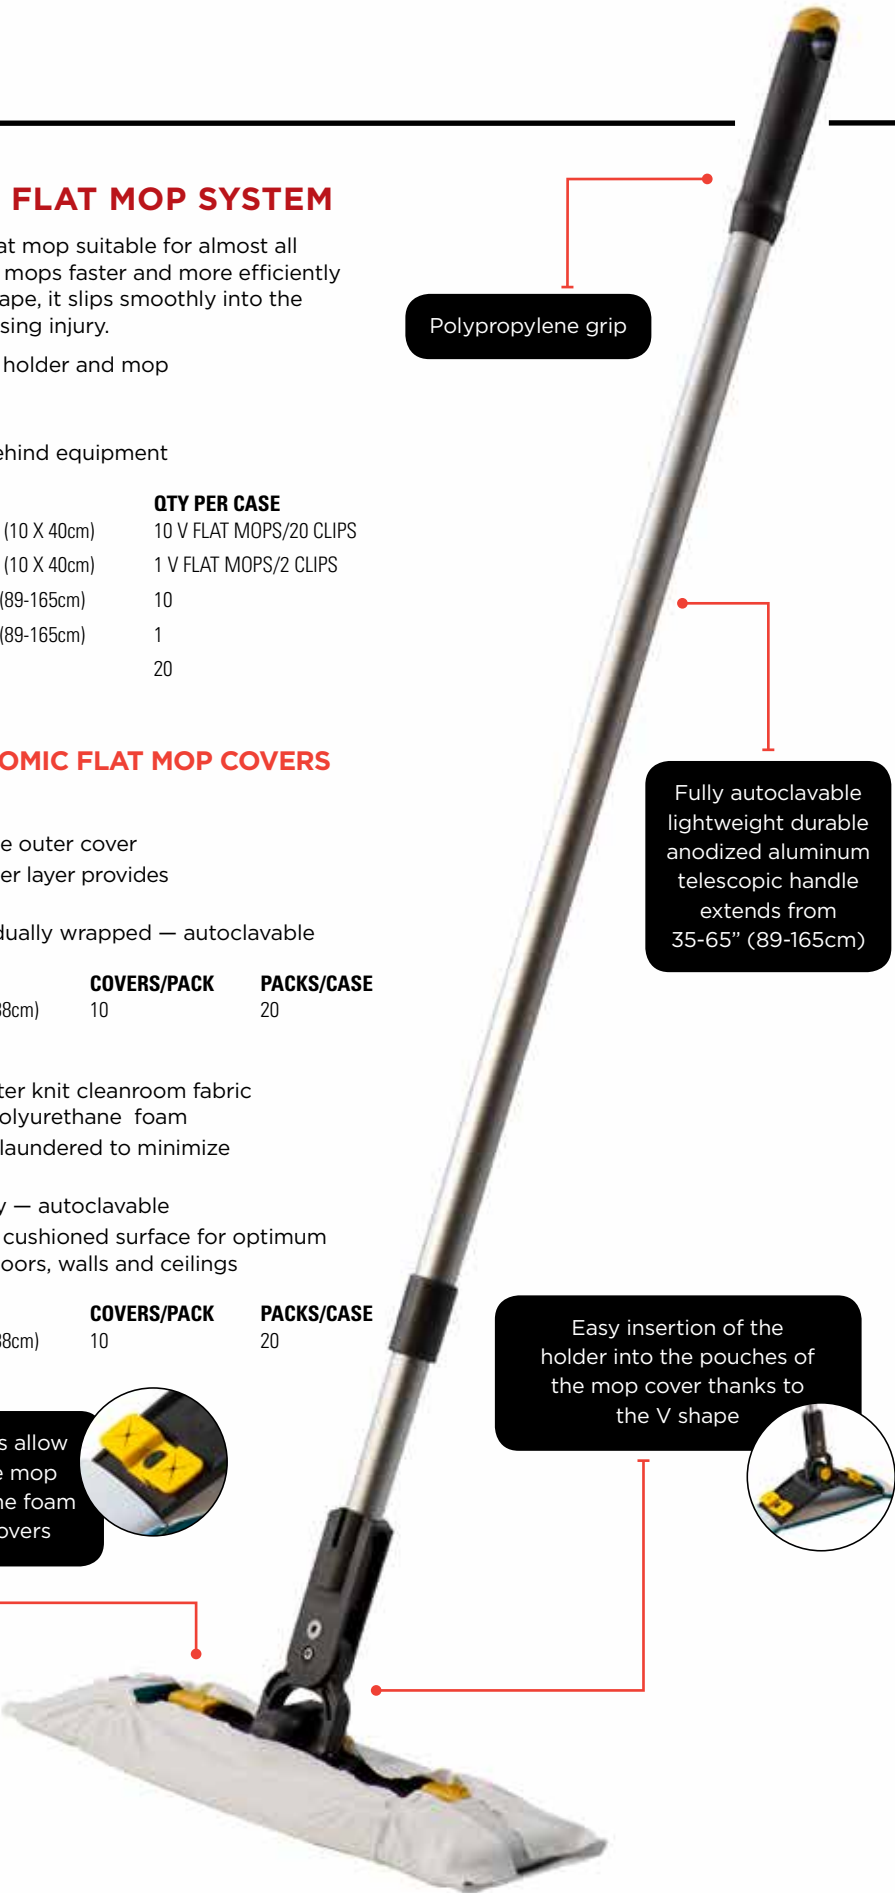 FLAT MOP SYSTEM
at mop suitable for almost all
mops faster and more efficiently
ape, it slips smoothly into the
sing injury.
holder and mop
ehind equipment
QTY PER CASE
(10 X 40cm) 10 V FLAT MOPS/20 CLIPS
(10 X 40cm) 1 V FLAT MOPS/2 CLIPS
(89-165cm) 10
(89-165cm) 1
20
Polypropylene grip
Fully autoclavable
lightweight durable
anodized aluminum
telescopic handle
extends from
35-65” (89-165cm)
OMIC FLAT MOP COVERS
e outer cover
er layer provides
dually wrapped — autoclavable
COVERS/PACK PACKS/CASE
38cm) 10 20
ter knit cleanroom fabric
olyurethane foam
laundered to minimize
y — autoclavable
cushioned surface for optimum
oors, walls and ceilings
COVERS/PACK PACKS/CASE
38cm) 10 20
s allow
e mop
ne foam
overs
Easy insertion of the
holder into the pouches of
the mop cover thanks to
the V shape